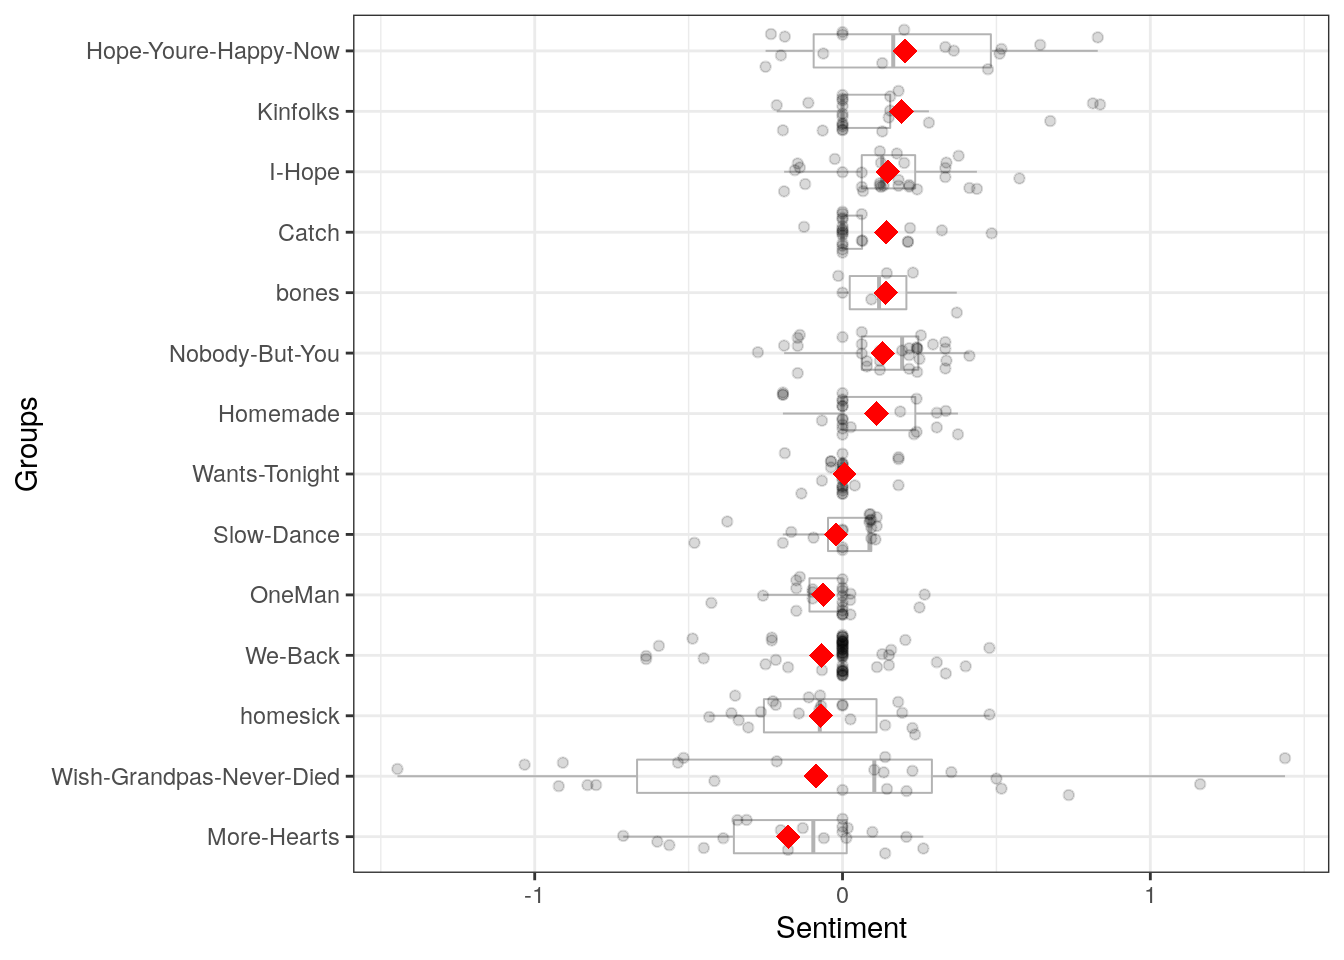 Hope-Youre-Happy-Now
Kinfolks
I-Hope
Catch
bones
Nobody-But-You
Homemade
Wants-Tonight
Slow-Dance
OneMan
We-Back
homesick
Wish-Grandpas-Never-Died
More-Hearts
Groups
-1 0 1
Sentiment